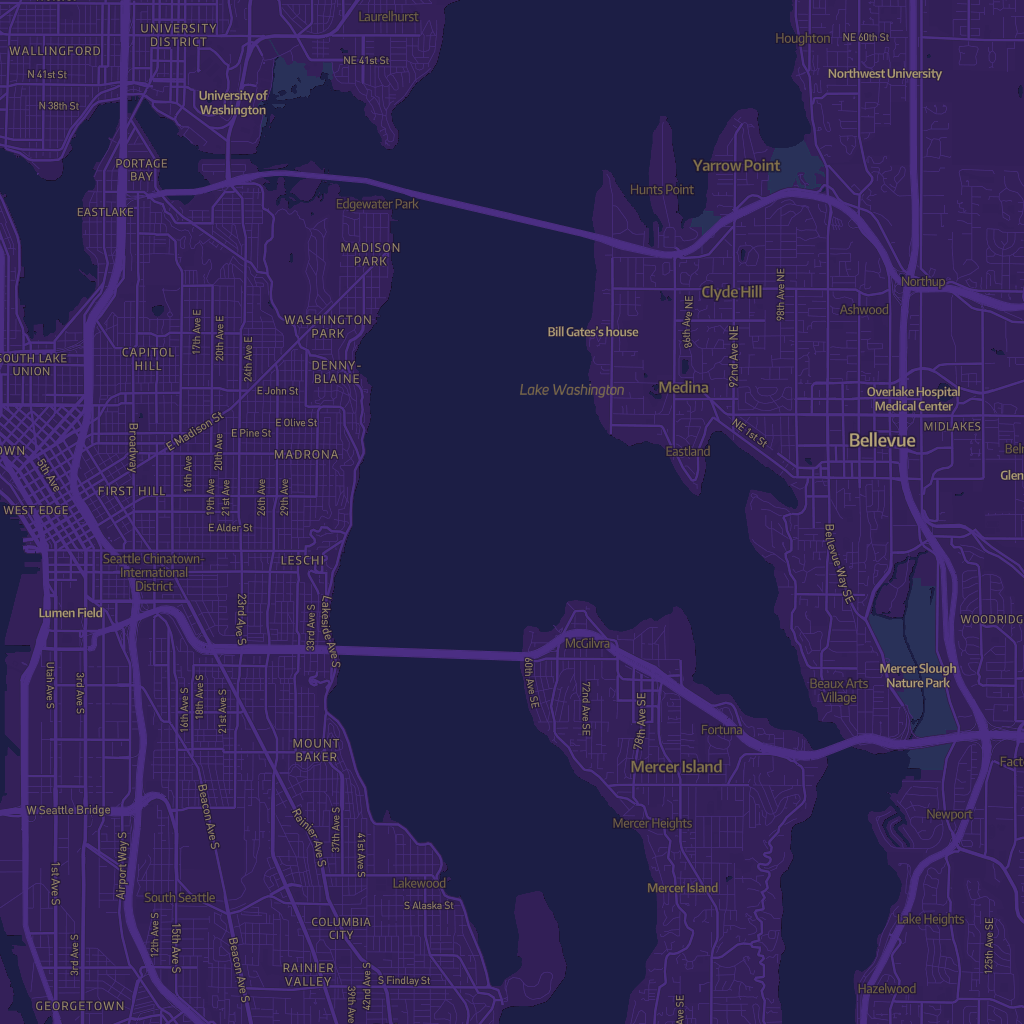 Laurelhurst
UNIVERSITY
DISTRICT
Houghton
NE 60th St
WALLINGFORD
NE 41st St
N 41st St
Northwest University
University of
Washington
N 38th St
PORTAGE
BAY
Yarrow Point
Hunts Point
Edgewater Park
EASTLAKE
MADISON
PARK
Northup
Clyde Hill
98th Ave NE
86th Ave NE
Ashwood
WASHINGTON
PARK
17th Ave E
20th Ave E
24th Ave E
Bill Gates's house
92nd Ave NE
CAPITOL
HILL
SOUTH LAKE
UNION
DENNY-
BLAINE
E John St
Lake Washington
Medina
Overlake Hospital
Medical Center
E Olive St
E Madison St
E Pine St
Broadway
NE 1st St
MIDLAKES
Bellevue
OWN
MADRONA
20th Ave
Eastland
Bel
Glen
5th Ave
16th Ave
FIRST HILL
19th Ave
21st Ave
26th Ave
29th Ave
WEST EDGE
E Alder St
Seattle Chinatown-
International
District
LESCHI
Bellevue Way SE
Lumen Field
23rd Ave S
33rd Ave S
Lakeside Ave S
WOODRIDG
McGilvra
Utah Ave S
3rd Ave S
16th Ave S
18th Ave S
21st Ave S
60th Ave SE
72nd Ave SE
78th Ave SE
Mercer Slough
Nature Park
Beaux Arts
Village
Fortuna
MOUNT
BAKER
Mercer Island
Fact
W Seattle Bridge
Beacon Ave S
Rainier Ave S
37th Ave S
41st Ave S
Mercer Heights
Newport
1st Ave S
Airport Way S
Lakewood
Mercer Island
South Seattle
S Alaska St
12th Ave S
15th Ave S
COLUMBIA
CITY
Lake Heights
125th Ave SE
3rd Ave S
Beacon Ave S
RAINIER
VALLEY
39th Ave
42nd Ave S
S Findlay St
Hazelwood
GEORGETOWN
Ave SE